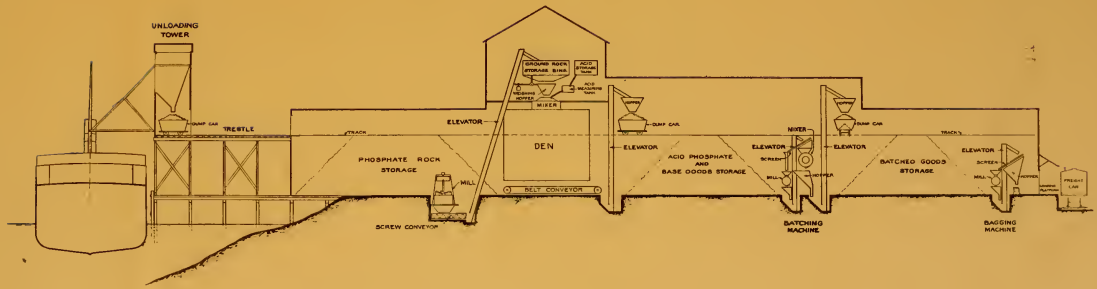 UNLOADING
TOWER
DUMP CAR
TRESTLE
TRACK
PHOSPHATE ROCK
STORAGE
MILL
SCREW CONVEYOR
ELEVATOR
GROUND ROCK
STORAGE BINS
ACID
STORAGE
TANK
WEIGHING
HOPPER
ACID
MEASURING
TANK
MIXER
DEN
BELT CONVEYOR
HOPPER
DUMP CAR
ELEVATOR
ACID PHOSPHATE
AND
BASE GOODS STORAGE
MIXER
ELEVATOR
SCREEN
MILL
HOPPER
BATCHING
MACHINE
HOPPER
DUMP CAR
ELEVATOR
BATCHED GOODS
STORAGE
TRACK
ELEVATOR
SCREEN
MILL
HOPPER
BAGGING
MACHINE
LOADING
PLATFORM
FREIGHT
CAR